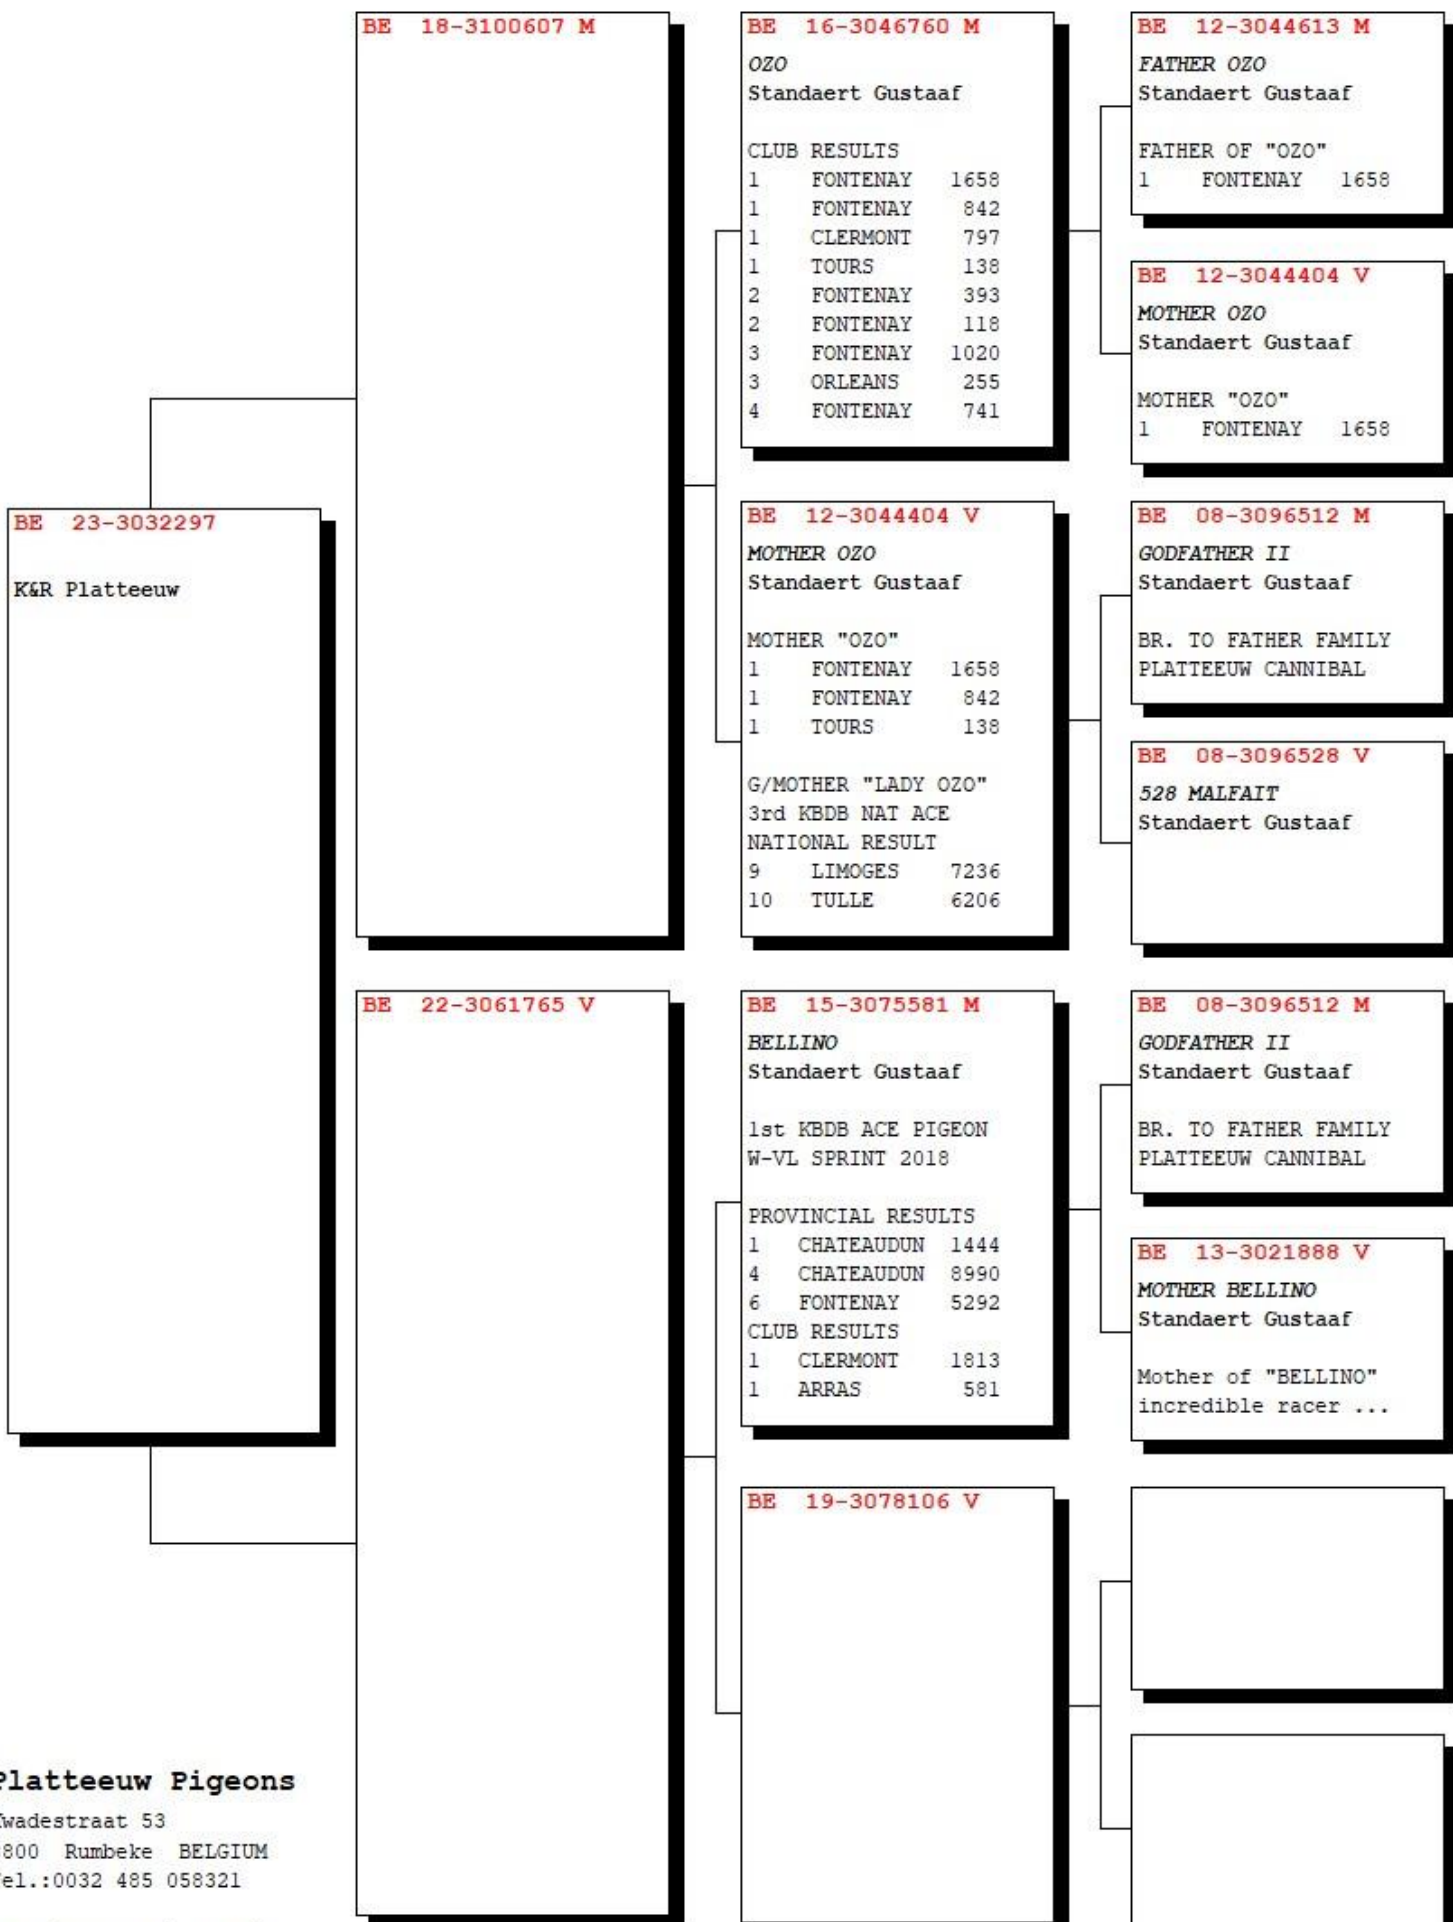 BE 23-3032297
K&R Platteeuw
BE 18-3100607 M
BE 22-3061765 V
BE 16-3046760 M
OZO
Standaert Gustaaf
CLUB RESULTS
1 FONTENAY 1658
1 FONTENAY 842
1 CLERMONT 797
1 TOURS 138
2 FONTENAY 393
2 FONTENAY 118
3 FONTENAY 1020
3 ORLEANS 255
4 FONTENAY 741
BE 12-3044404 V
MOTHER OZO
Standaert Gustaaf
MOTHER "OZO"
1 FONTENAY 1658
1 FONTENAY 842
1 TOURS 138
G/MOTHER "LADY OZO"
3rd KBDB NAT ACE
NATIONAL RESULT
9 LIMOGES 7236
10 TULLE 6206
BE 15-3075581 M
BELLINO
Standaert Gustaaf
1st KBDB ACE PIGEON
W-VL SPRINT 2018
PROVINCIAL RESULTS
1 CHATEAUDUN 1444
4 CHATEAUDUN 8990
6 FONTENAY 5292
CLUB RESULTS
1 CLERMONT 1813
1 ARRAS 581
BE 19-3078106 V
BE 12-3044613 M
FATHER OZO
Standaert Gustaaf
FATHER OF "OZO"
1 FONTENAY 1658
BE 12-3044404 V
MOTHER OZO
Standaert Gustaaf
MOTHER "OZO"
1 FONTENAY 1658
BE 08-3096512 M
GODFATHER II
Standaert Gustaaf
BR. TO FATHER FAMILY
PLATTEEUW CANNIBAL
BE 08-3096528 V
528 MALFAIT
Standaert Gustaaf
BE 08-3096512 M
GODFATHER II
Standaert Gustaaf
BR. TO FATHER FAMILY
PLATTEEUW CANNIBAL
BE 13-3021888 V
MOTHER BELLINO
Standaert Gustaaf
Mother of "BELLINO"
incredible racer ...
Platteeuw Pigeons
wadestraat 53
800 Rumbeke BELGIUM
el.:0032 485 058321